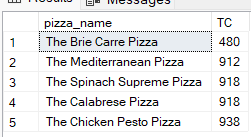 Messages
pizza_name TC
1 The Brie Carre Pizza 480
2 The Mediterranean Pizza 912
3 The Spinach Supreme Pizza 918
4 The Calabrese Pizza 918
5 The Chicken Pesto Pizza 938